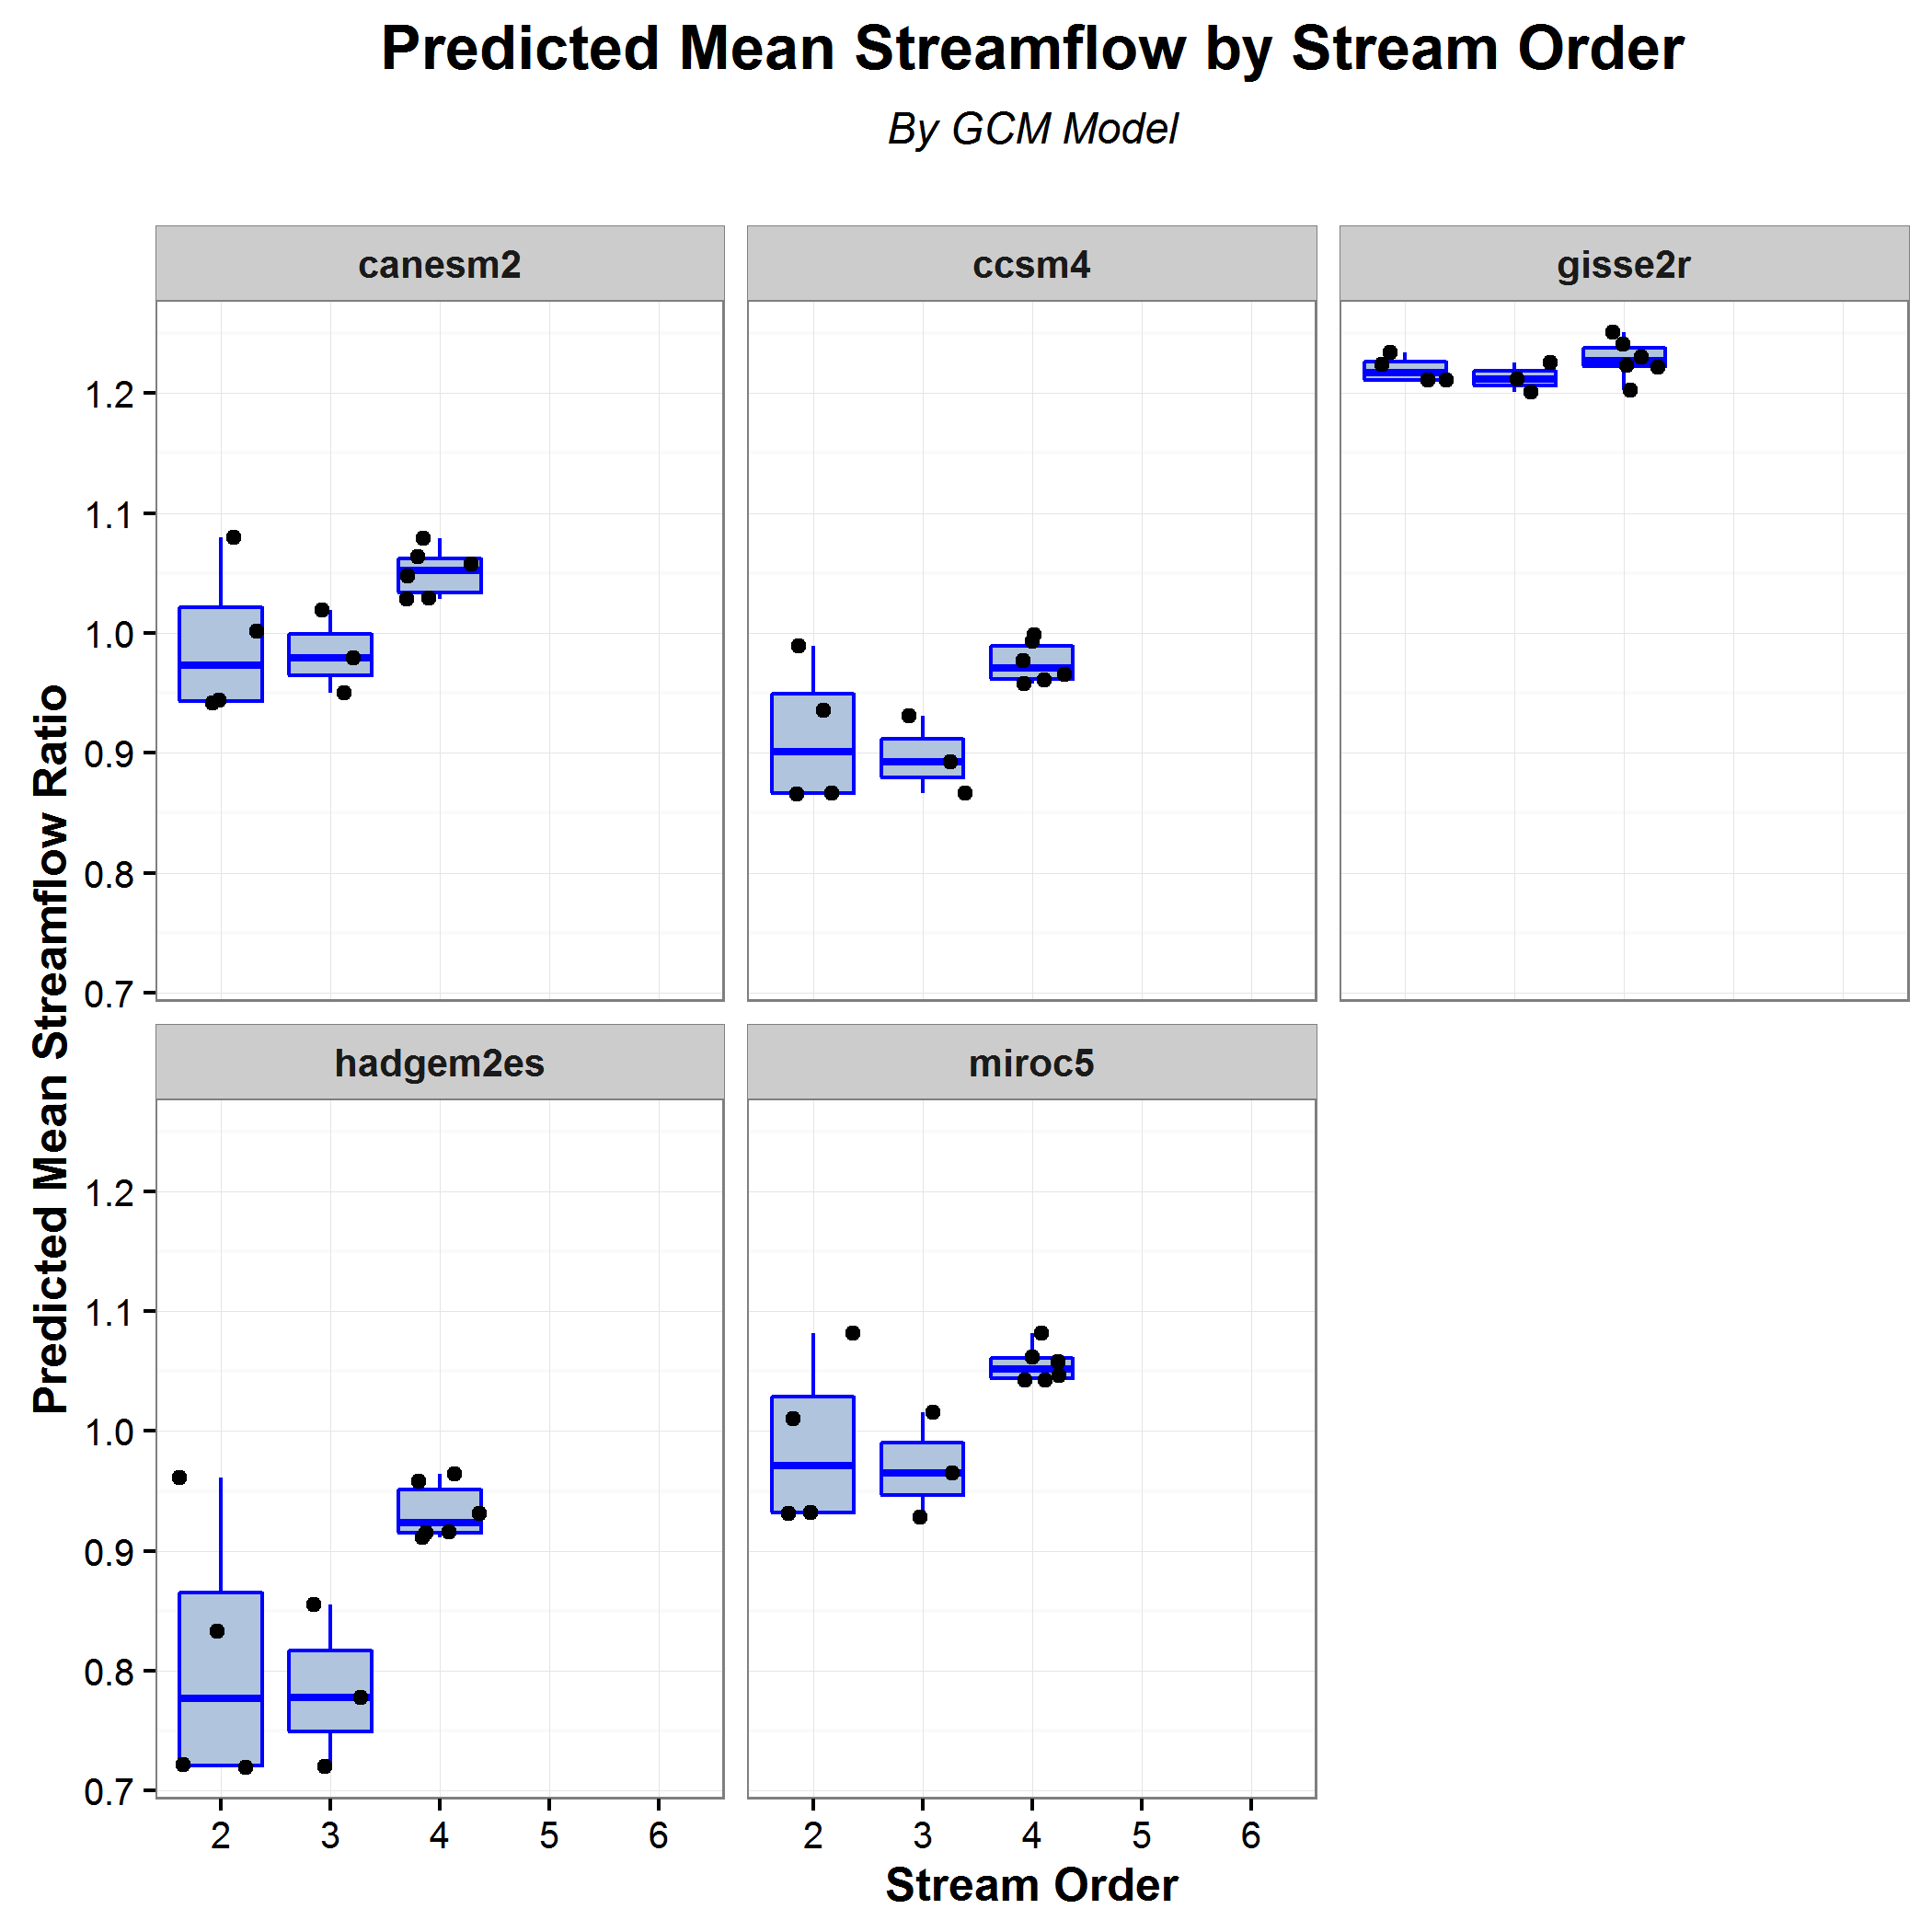 Predicted Mean Streamflow by Stream Order
By GCM Model
canesm2
ccsm4
gisse2r
1.2
1.1
1.0
0.9
0.8
0.7
Predicted Mean Streamflow Ratio
hadgem2es
miroc5
1.2
1.1
1.0
0.9
0.8
0.7
2 3 4 5 6
2 3 4 5 6
Stream Order